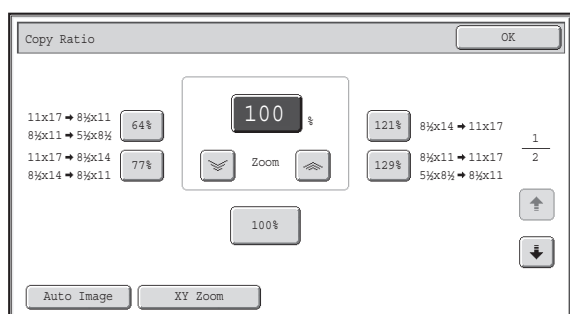 Copy Ratio
OK
11x17 → 8½x11
8½x11 → 5½x8½
64%
11x17 → 8½x14
8½x14 → 8½x11
77%
100 %
Zoom
100%
121%
8½x14 → 11x17
129%
8½x11 → 11x17
5½x8½ → 8½x11
1
2
Auto Image
XY Zoom